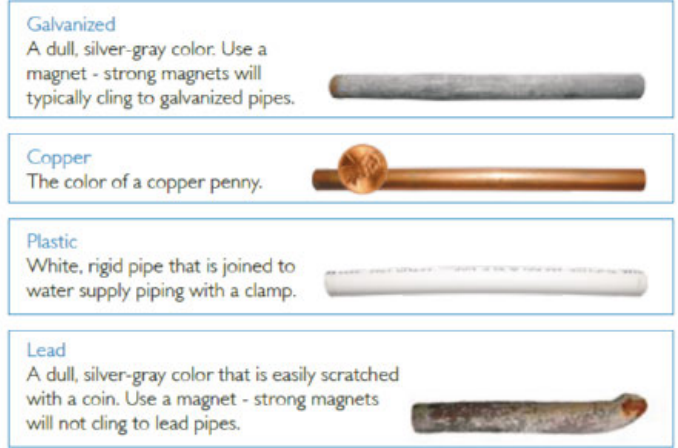 Galvanized
A dull, silver-gray color. Use a
magnet - strong magnets will
typically cling to galvanized pipes.
Copper
The color of a copper penny.
Plastic
White, rigid pipe that is joined to
water supply piping with a clamp.
Lead
A dull, silver-gray color that is easily scratched
with a coin. Use a magnet - strong magnets
will not cling to lead pipes.